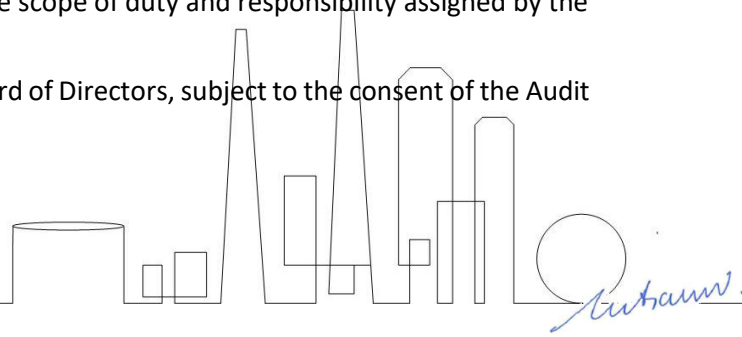 e scope of duty and responsibility assigned by the
rd of Directors, subject to the consent of the Audit